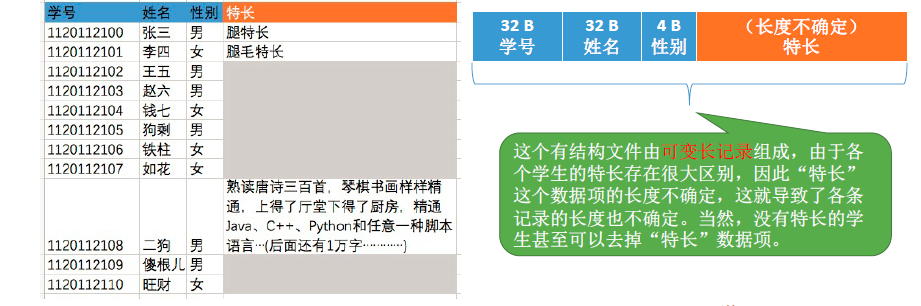 学号 姓名 性别 特长
1120112100 张三 男 腿特长
1120112101 李四 女 腿毛特长
1120112102 王五 男
1120112103 赵六 男
1120112104 钱七 女
1120112105 狗剩 男
1120112106 铁柱 女
1120112107 如花 女
熟读唐诗三百首，琴棋书画样样精
通，上得了厅堂下得了厨房，精通
Java、C++、Python和任意一种脚本
1120112108 二狗 男 语言…(后面还有1万字…………)
1120112109 傻根儿 男
1120112110 旺财 女
32 B 32 B 4 B （长度不确定）
学号 姓名 性别 特长
这个有结构文件由可变长记录组成，由于各
个学生的特长存在很大区别，因此“特长”
这个数据项的长度不确定，这就导致了各条
记录的长度也不确定。当然，没有特长的学
生甚至可以去掉“特长”数据项。